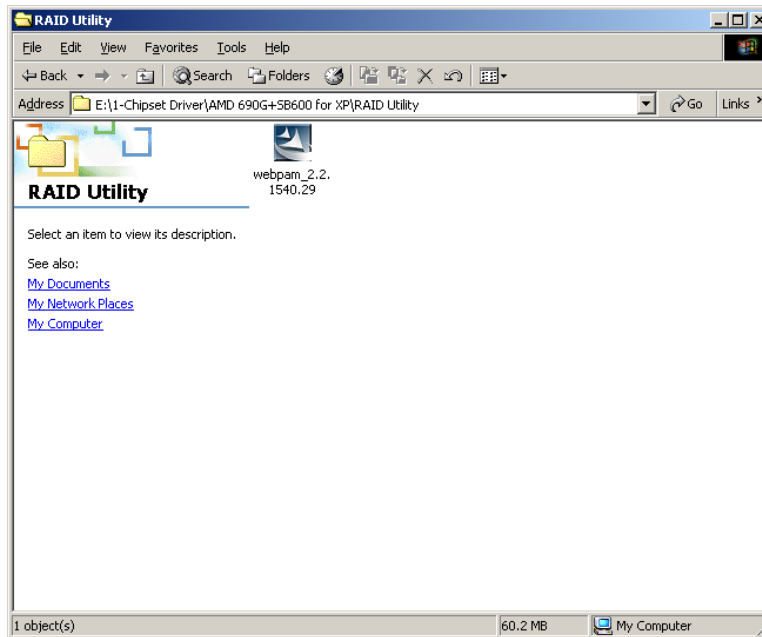 RAID Utility
File Edit View Favorites Tools Help
Back Search Folders
Address E:\1-Chipset Driver\AMD 690G+SB600 for XP\RAID Utility Go Links
RAID Utility
webpam_2.2.
1540.29
Select an item to view its description.
See also:
My Documents
My Network Places
My Computer
1 object(s) 60.2 MB My Computer